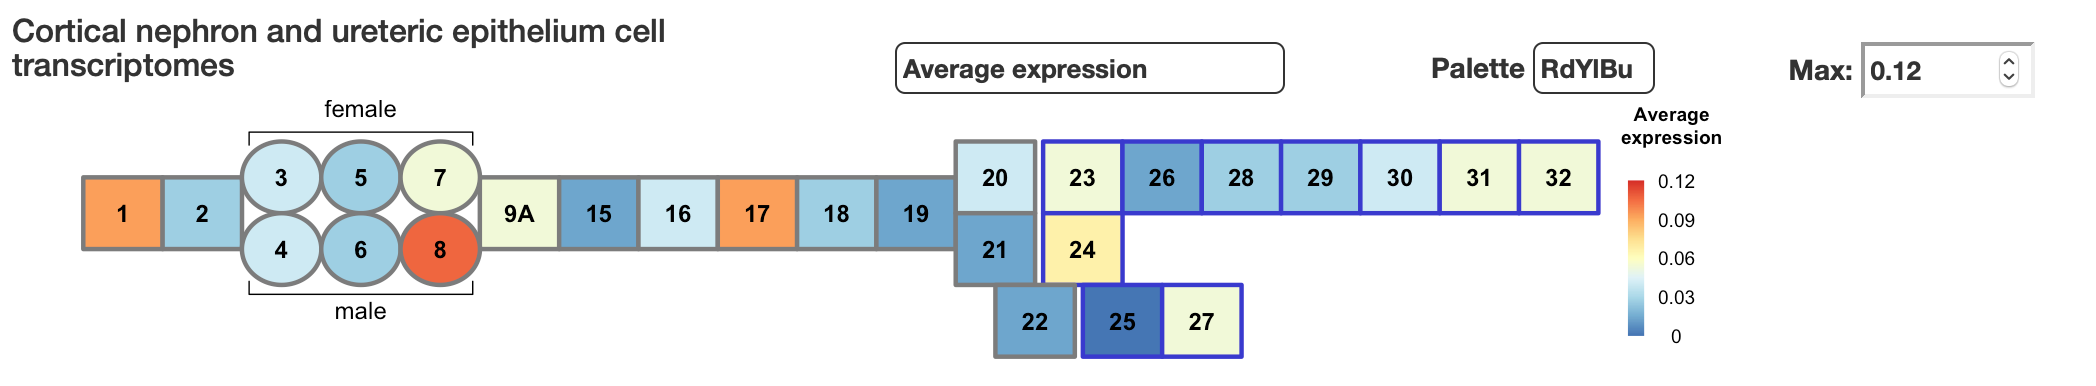 Cortical nephron and ureteric epithelium cell
transcriptomes
Average expression
Palette RdYlBu
Max: 0.12
female
Average
expression
3 5 7
20 23 26 28 29 30 31 32
1 2 9A 15 16 17 18 19
4 6 8
21 24
male
22 25 27
0.12
0.09
0.06
0.03
0